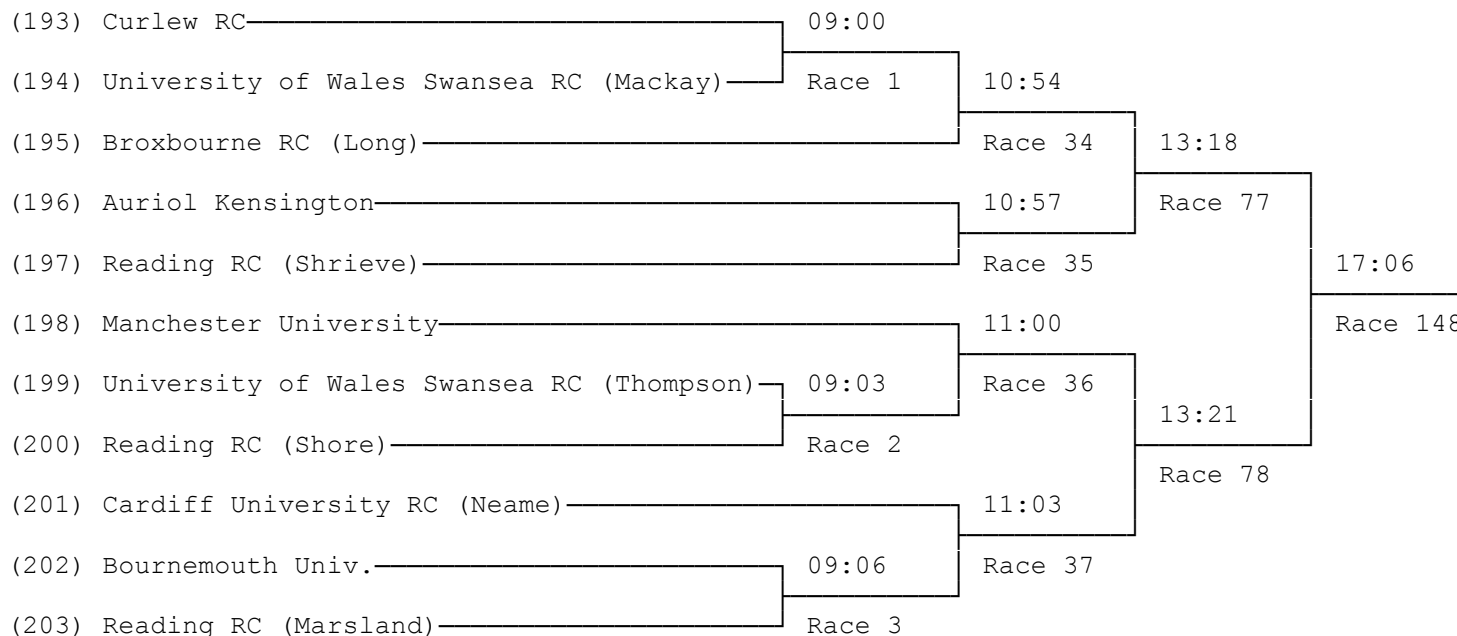 (193) Curlew RC 09:00
(194) University of Wales Swansea RC (Mackay) Race 1 10:54
(195) Broxbourne RC (Long) Race 34 13:18
(196) Auriol Kensington 10:57 Race 77
(197) Reading RC (Shrieve) Race 35 17:06
(198) Manchester University 11:00 Race 148
(199) University of Wales Swansea RC (Thompson) 09:03 Race 36
13:21
(200) Reading RC (Shore) Race 2
Race 78
(201) Cardiff University RC (Neame) 11:03
(202) Bournemouth Univ. 09:06 Race 37
(203) Reading RC (Marsland) Race 3